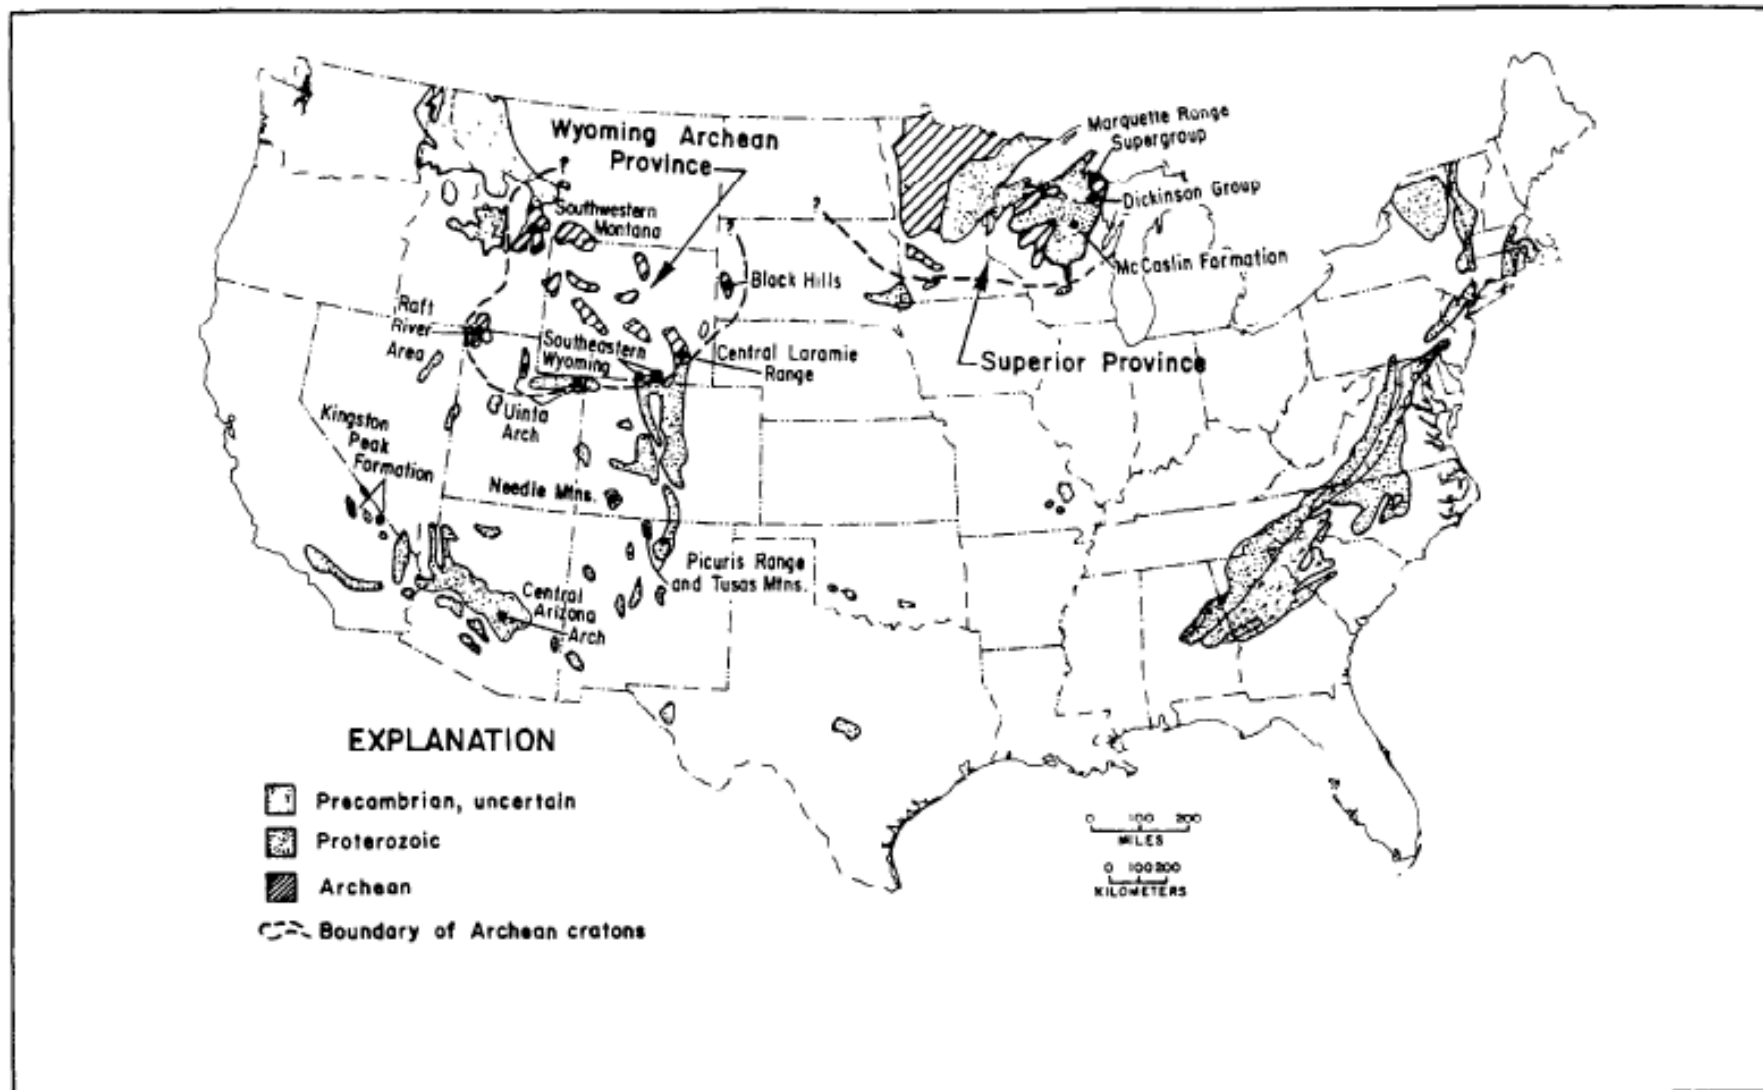 Wyoming Archean
Province
Marquette Range
Supergroup
Dickinson Group
McCaslin Formation
Southwestern
Montana
Black Hills
Raft
River
Area
Southeastern
Wyoming
Central Laramie
Range
Superior Province
Uinta
Arch
Kingston
Peak
Formation
Needle Mtns.
Picuris Range
and Tusas Mtns.
Central
Arizona
Arch
?
?
?
EXPLANATION
Precambrian, uncertain
Proterozoic
Archean
Boundary of Archean cratons
0 100 200
MILES
0 100 200
KILOMETERS